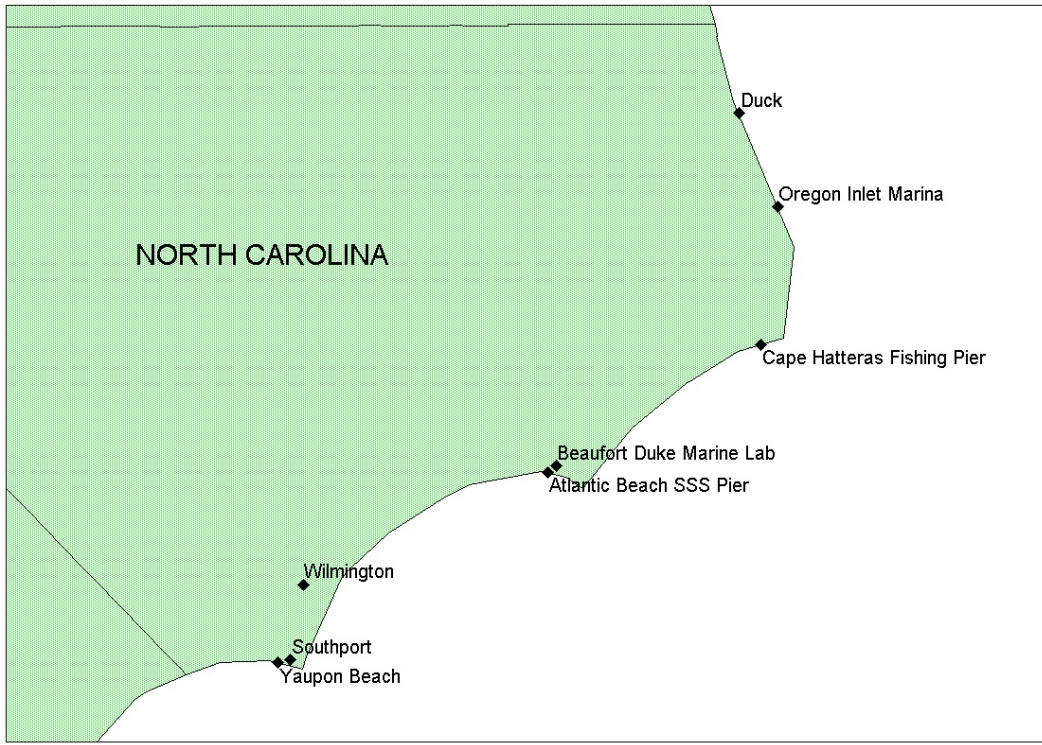 Duck
Oregon Inlet Marina
NORTH CAROLINA
Cape Hatteras Fishing Pier
Beaufort Duke Marine Lab
Atlantic Beach SSS Pier
Wilmington
Southport
Yaupon Beach